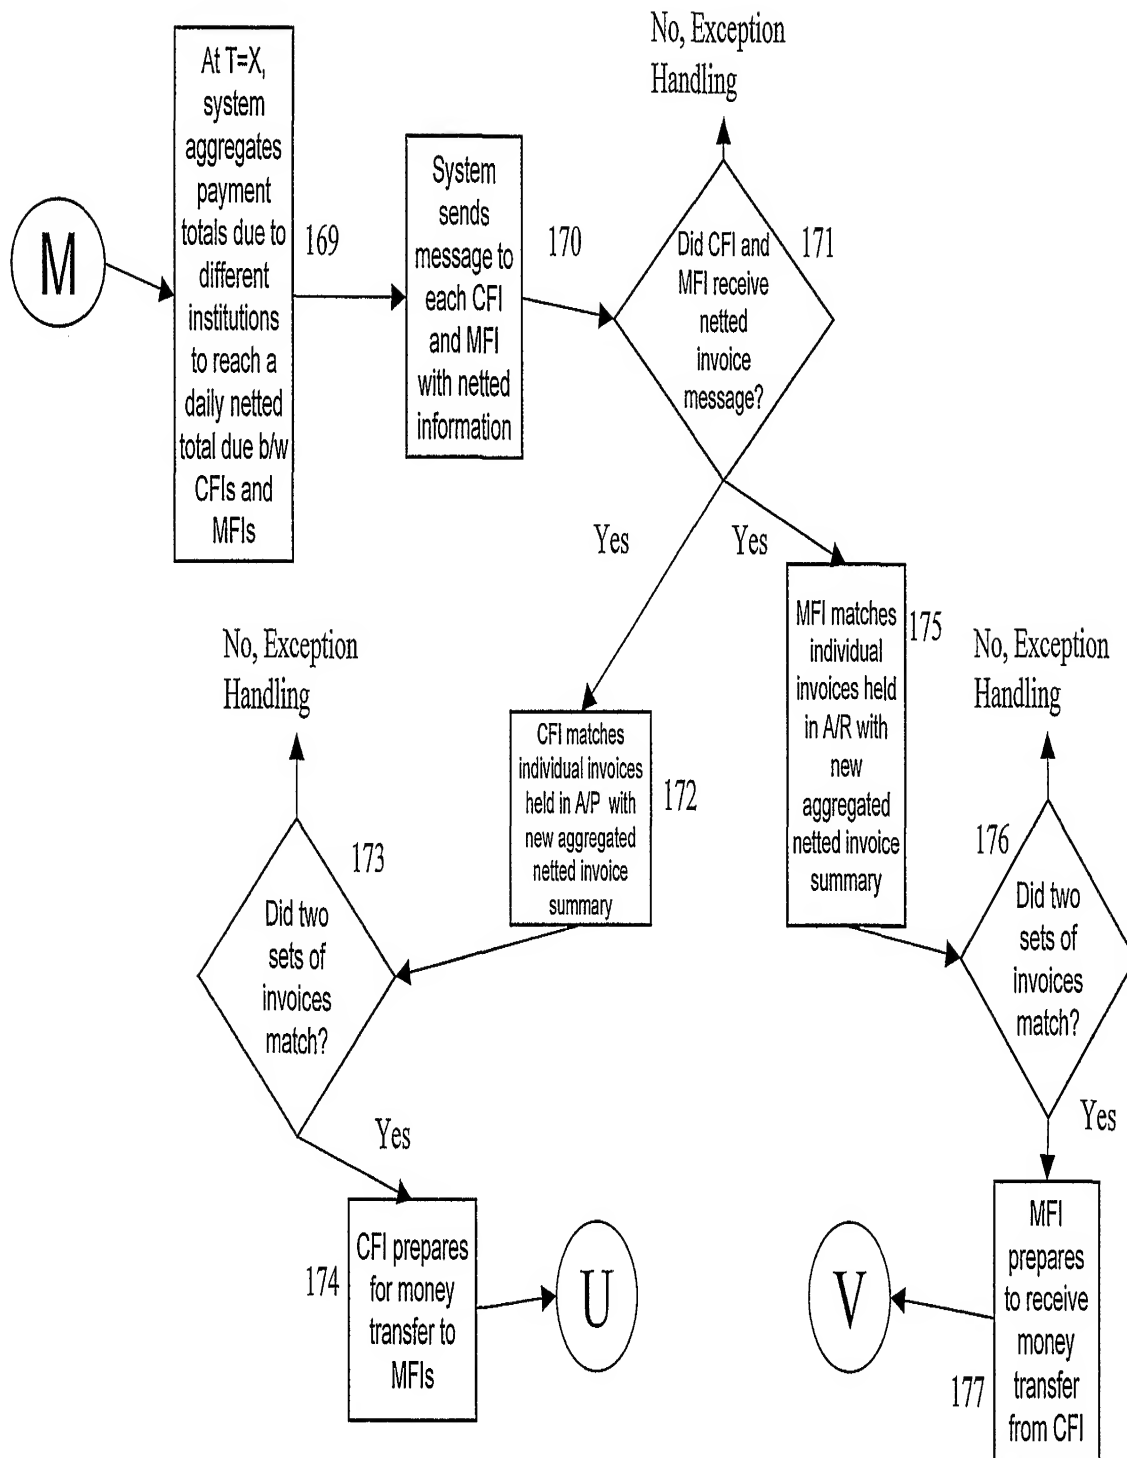 M
At T=X,
system
aggregates
payment
totals due to
different
institutions
to reach a
daily netted
total due b/w
CFIs and
MFIs
169
System
sends
message to
each CFI
and MFI
with netted
information
170
No, Exception
Handling
Did CFI and
MFI receive
netted
invoice
message?
171
Yes
Yes
CFI matches
individual invoices
held in A/P with
new aggregated
netted invoice
summary
172
No, Exception
Handling
173
Did two
sets of
invoices
match?
Yes
174
CFI prepares
for money
transfer to
MFIs
U
MFI matches
individual
invoices held
in A/R with
new
aggregated
netted invoice
summary
175
No, Exception
Handling
176
Did two
sets of
invoices
match?
Yes
MFI
prepares
to receive
money
transfer
from CFI
177
V